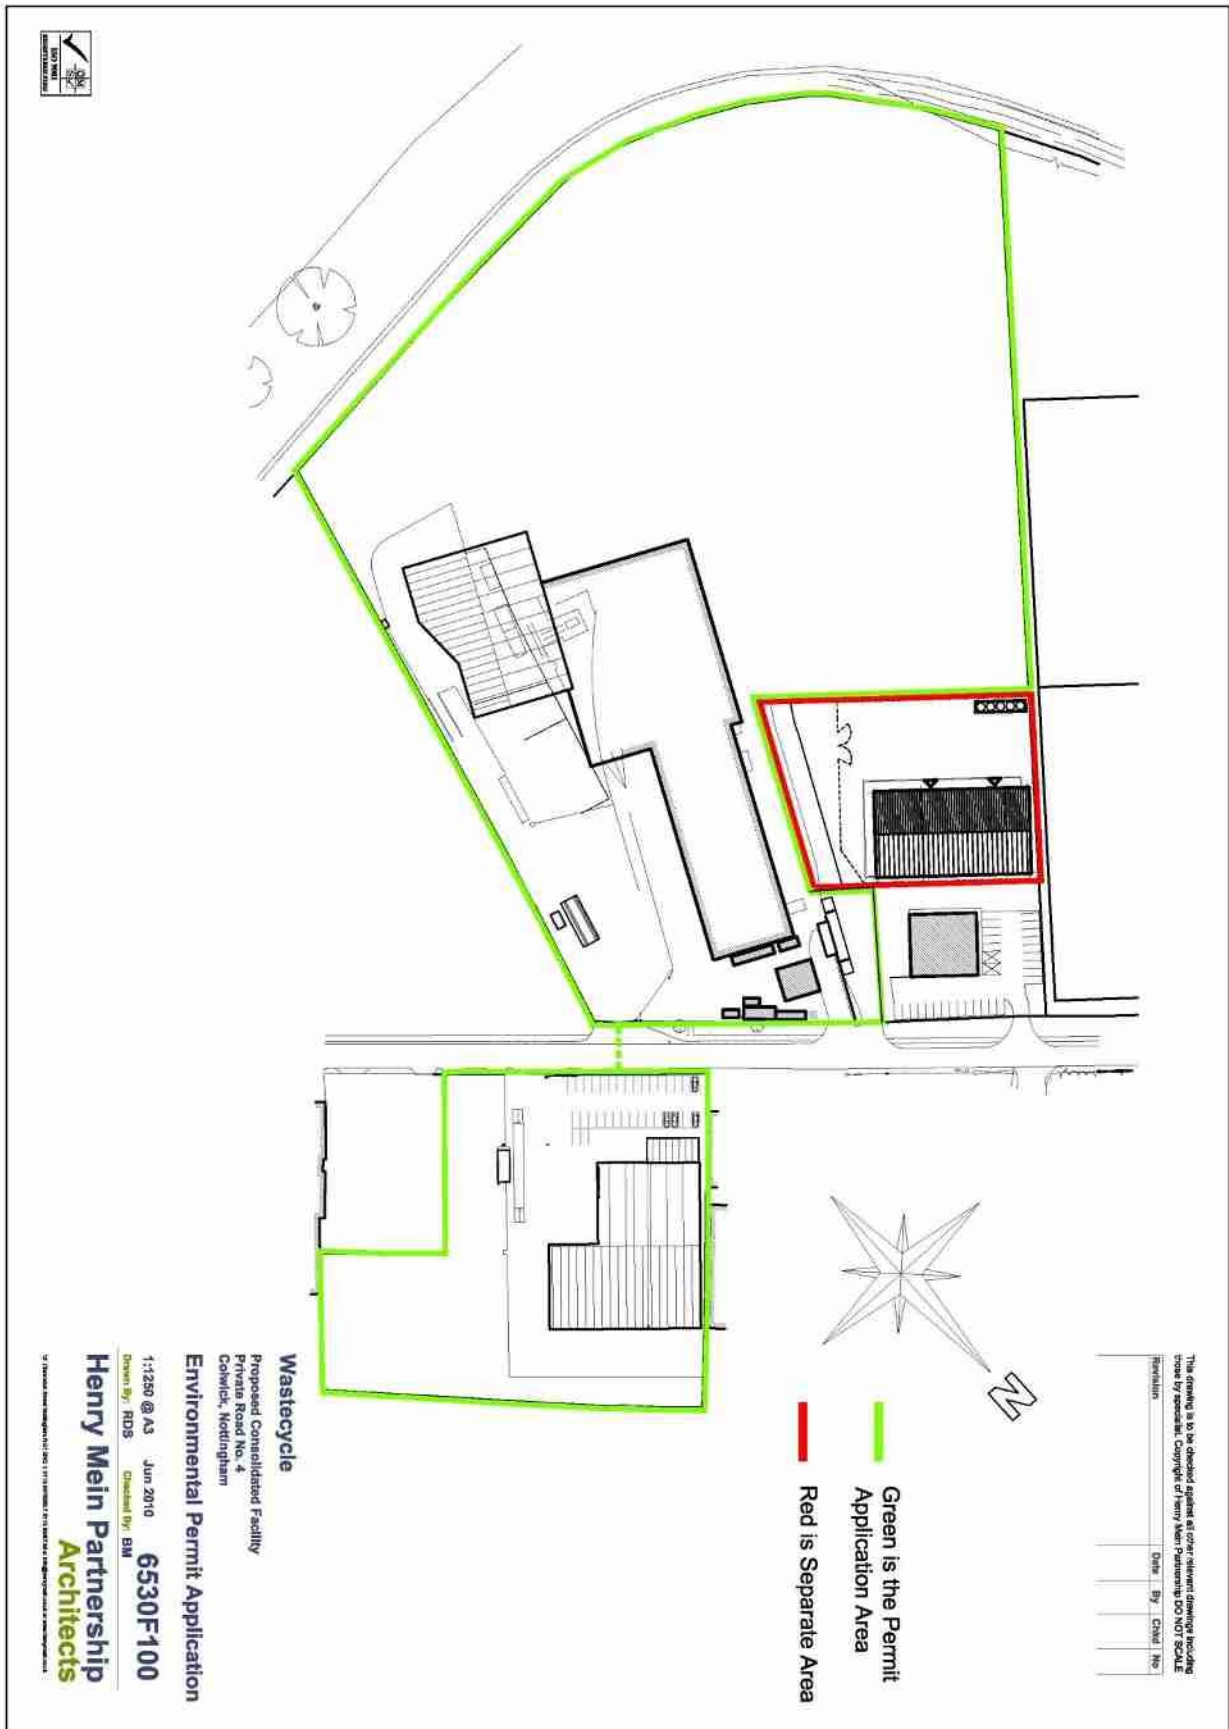 This drawing is to be checked against all other relevant drawings including
those by specialist. Copyright of Henry Mein Partnership DO NOT SCALE
Revision Date By Chkd No
N
Green is the Permit
Application Area
Red is Separate Area
Wastecycle
Proposed Consolidated Facility
Private Road No. 4
Colwick, Nottingham
Environmental Permit Application
1:1250 @ A3 Jun 2010 6530F100
Drawn By: RDS Checked By: BM
Henry Mein Partnership
Architects
ISO 9001